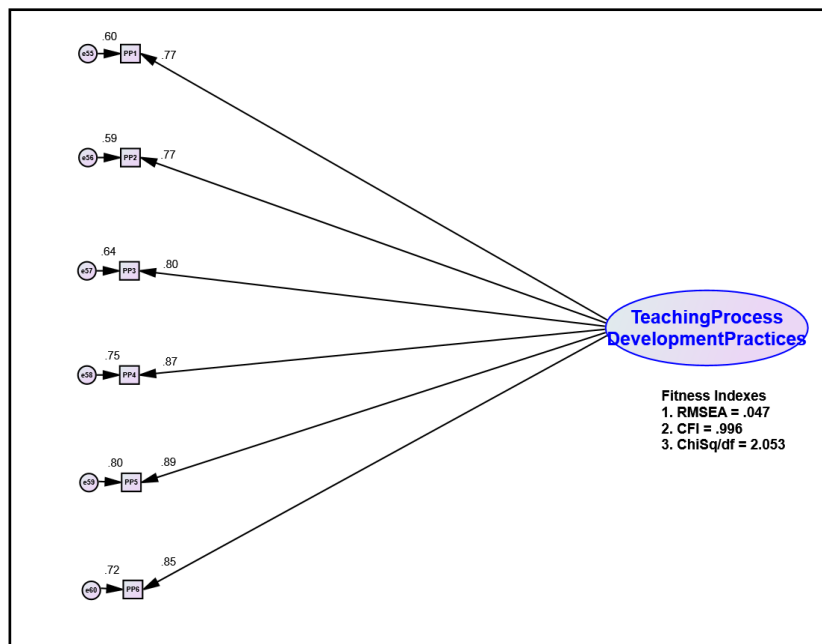 .60
e55 PP1 .77
.59
e56 PP2 .77
.64
e57 PP3 .80
.75
e58 PP4 .87
.80
e59 PP5 .89
.72
e60 PP6 .85
TeachingProcess
DevelopmentPractices
Fitness Indexes
1. RMSEA = .047
2. CFI = .996
3. ChiSq/df = 2.053